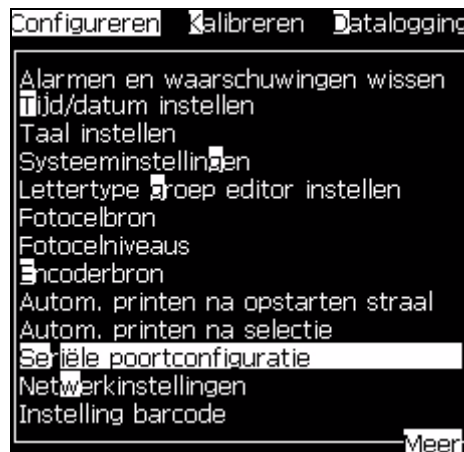 Configureren Kalibreren Datalogging
Alarmen en waarschuwingen wissen
Tijd/datum instellen
Taal instellen
Systeeminstellingen
Lettertype groep editor instellen
Fotocelbron
Fotocelniveaus
Encoderbron
Autom. printen na opstarten straal
Autom. printen na selectie
Seriële poortconfiguratie
Netwerkinstellingen
Instelling barcode
Meer